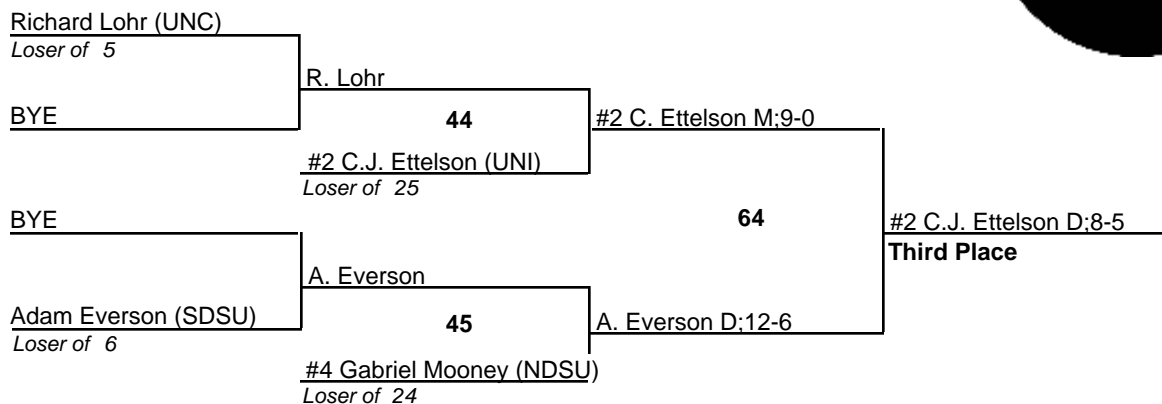 Richard Lohr (UNC)
Loser of 5
R. Lohr
BYE
44
#2 C. Ettelson M;9-0
#2 C.J. Ettelson (UNI)
Loser of 25
BYE
64
#2 C.J. Ettelson D;8-5
Third Place
A. Everson
Adam Everson (SDSU)
45
A. Everson D;12-6
Loser of 6
#4 Gabriel Mooney (NDSU)
Loser of 24